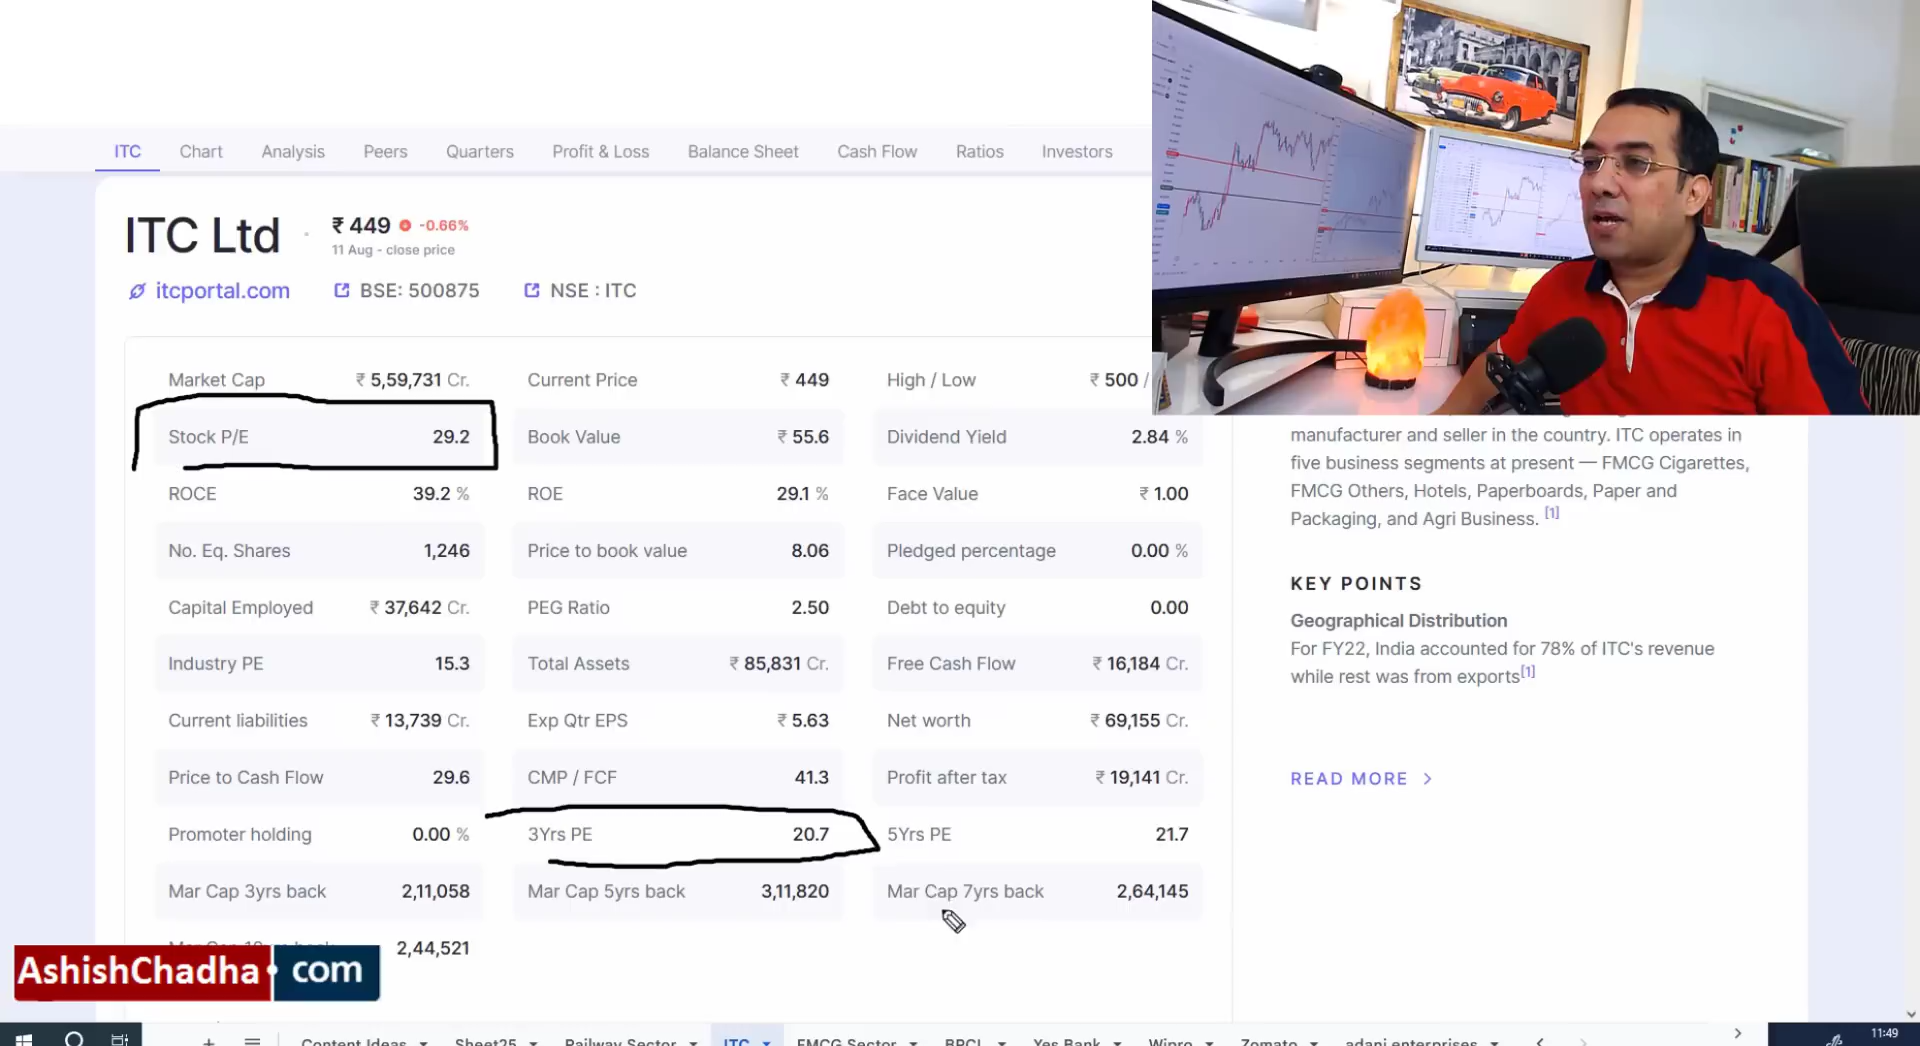 ITC Chart Analysis Peers Quarters Profit & Loss Balance Sheet Cash Flow Ratios Investors
ITC Ltd
₹ 449 -0.66%
11 Aug - close price
itcportal.com BSE: 500875 NSE : ITC
Market Cap ₹ 5,59,731 Cr. Current Price ₹ 449 High / Low ₹ 500 /
Stock P/E 29.2 Book Value ₹ 55.6 Dividend Yield 2.84 %
ROCE 39.2 % ROE 29.1 % Face Value ₹ 1.00
No. Eq. Shares 1,246 Price to book value 8.06 Pledged percentage 0.00 %
Capital Employed ₹ 37,642 Cr. PEG Ratio 2.50 Debt to equity 0.00
Industry PE 15.3 Total Assets ₹ 85,831 Cr. Free Cash Flow ₹ 16,184 Cr.
Current liabilities ₹ 13,739 Cr. Exp Qtr EPS ₹ 5.63 Net worth ₹ 69,155 Cr.
Price to Cash Flow 29.6 CMP / FCF 41.3 Profit after tax ₹ 19,141 Cr.
Promoter holding 0.00 % 3Yrs PE 20.7 5Yrs PE 21.7
Mar Cap 3yrs back 2,11,058 Mar Cap 5yrs back 3,11,820 Mar Cap 7yrs back 2,64,145
2,44,521
manufacturer and seller in the country. ITC operates in
five business segments at present — FMCG Cigarettes,
FMCG Others, Hotels, Paperboards, Paper and
Packaging, and Agri Business. [1]
KEY POINTS
Geographical Distribution
For FY22, India accounted for 78% of ITC's revenue
while rest was from exports[1]
READ MORE
AshishChadha.com
Content Ideas Sheet25 Railway Sector ITC FMCG Sector BPCL Yes Bank Wipro Zomato adani enterprises
11:49